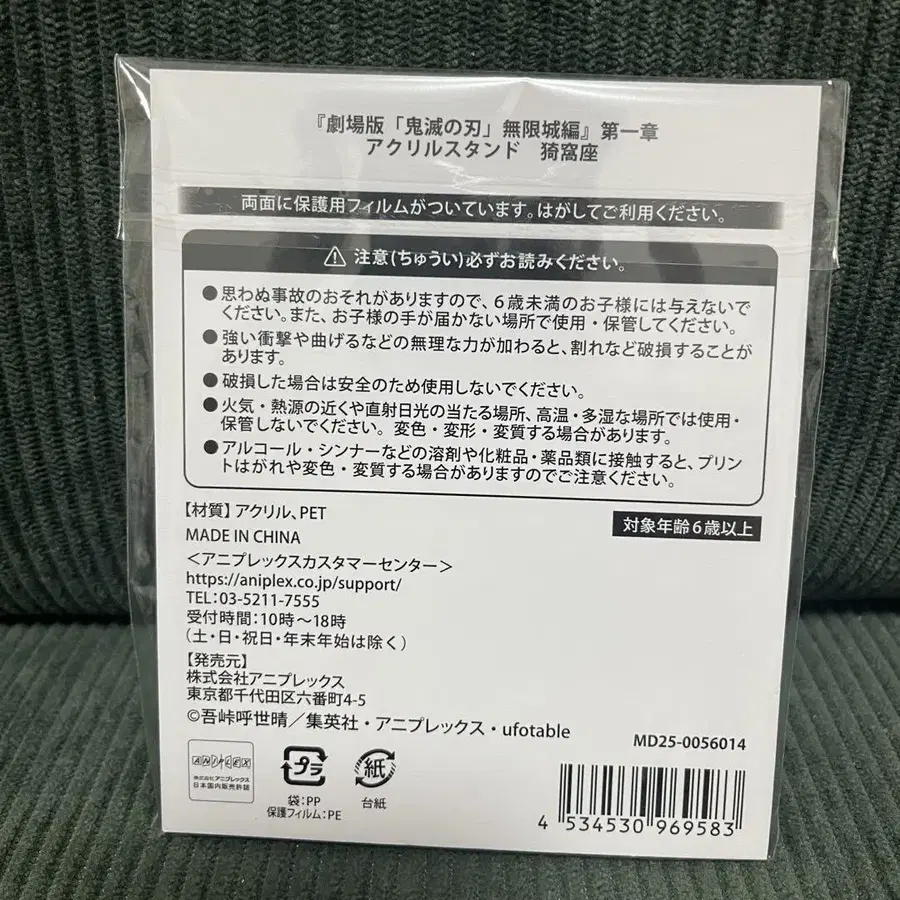 『劇場版「鬼滅の刃」無限城編』第一章
アクリルスタンド　猗窩座
両面に保護用フィルムがついています。はがしてご利用ください。
⚠ 注意(ちゅうい)必ずお読みください。
●思わぬ事故のおそれがありますので、6歳未満のお子様には与えないで
ください。また、お子様の手が届かない場所で使用・保管してください。
●強い衝撃や曲げるなどの無理な力が加わると、割れなど破損することが
あります。
●破損した場合は安全のため使用しないでください。
●火気・熱源の近くや直射日光の当たる場所、高温・多湿な場所では使用・
保管しないでください。変色・変形・変質する場合があります。
●アルコール・シンナーなどの溶剤や化粧品・薬品類に接触すると、プリン
トはがれや変色・変質する場合がありますのでご注意ください。
【材質】アクリル、PET
対象年齢6歳以上
MADE IN CHINA
＜アニプレックスカスタマーセンター＞
https://aniplex.co.jp/support/
TEL:03-5211-7555
受付時間:10時～18時
(土・日・祝日・年末年始は除く)
【発売元】
株式会社アニプレックス
東京都千代田区六番町4-5
©吾峠呼世晴／集英社・アニプレックス・ufotable
MD25-0056014
ANIPLEX
株式会社アニプレックス
日本国内販売許諾
プラ
袋:PP
保護フィルム:PE
紙
台紙
4 534530 969583